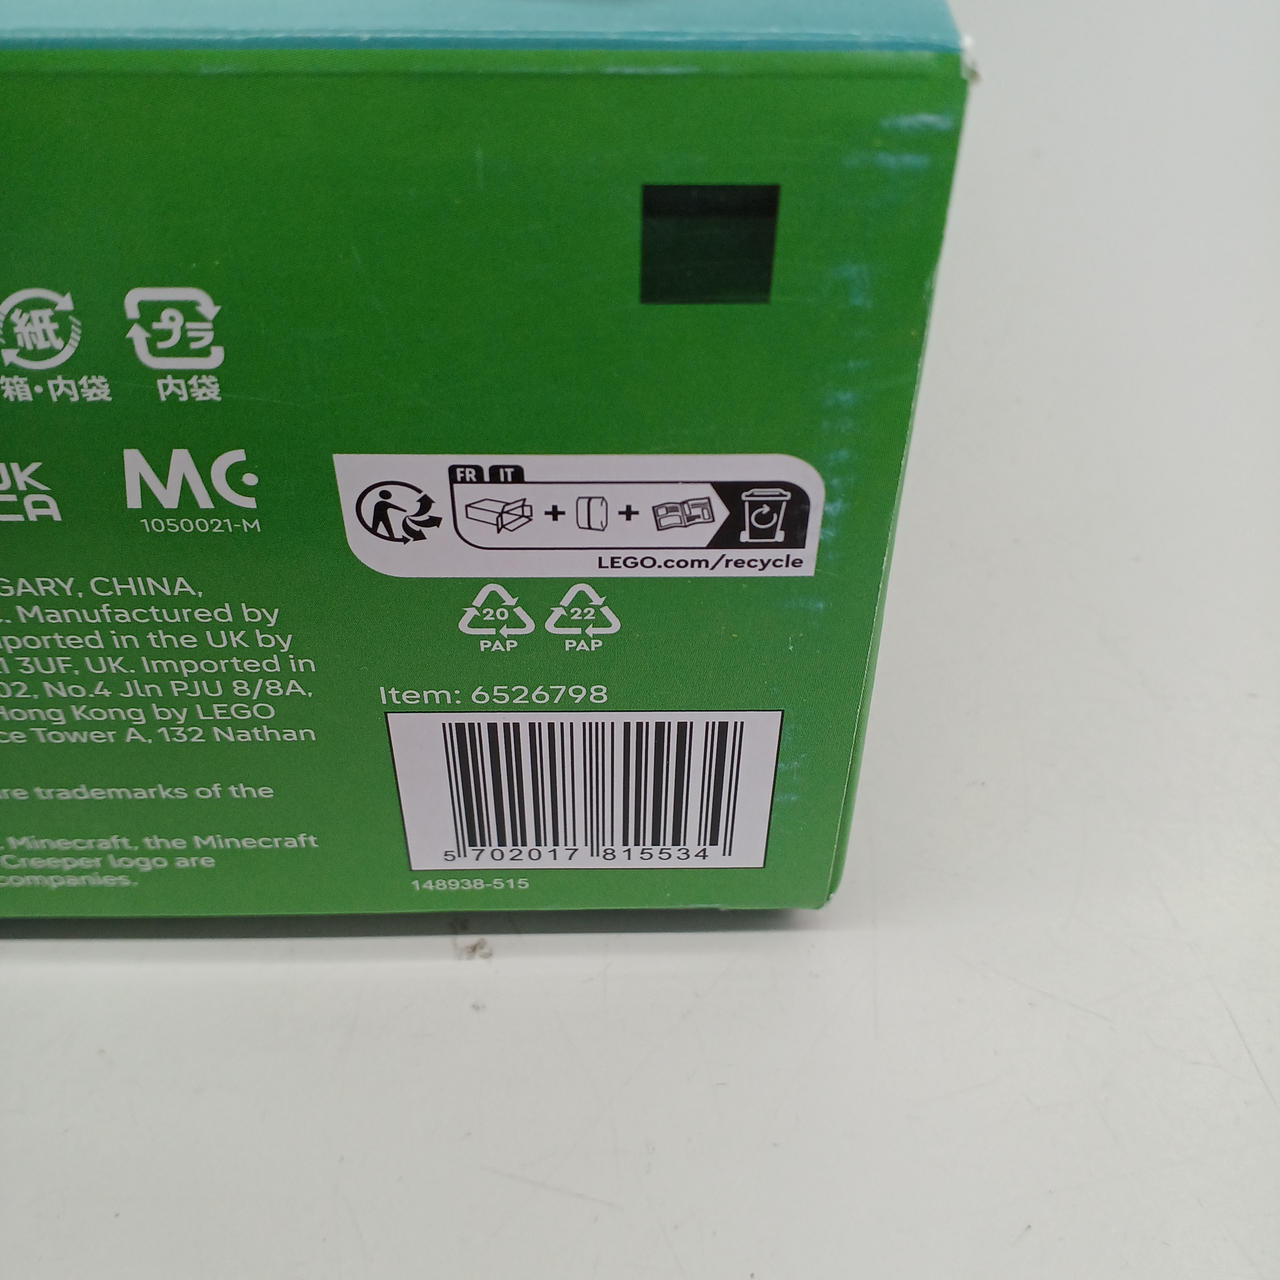 紙
箱・内袋
プラ
内袋
UK
CA
MC
1050021-M
FR IT
LEGO.com/recycle
20
PAP
22
PAP
GARY, CHINA,
. Manufactured by
ported in the UK by
1 3UF, UK. Imported in
02, No.4 Jln PJU 8/8A,
Hong Kong by LEGO
ce Tower A, 132 Nathan
re trademarks of the
. Minecraft, the Minecraft
Creeper logo are
companies.
Item: 6526798
5 702017 815534
148938-515